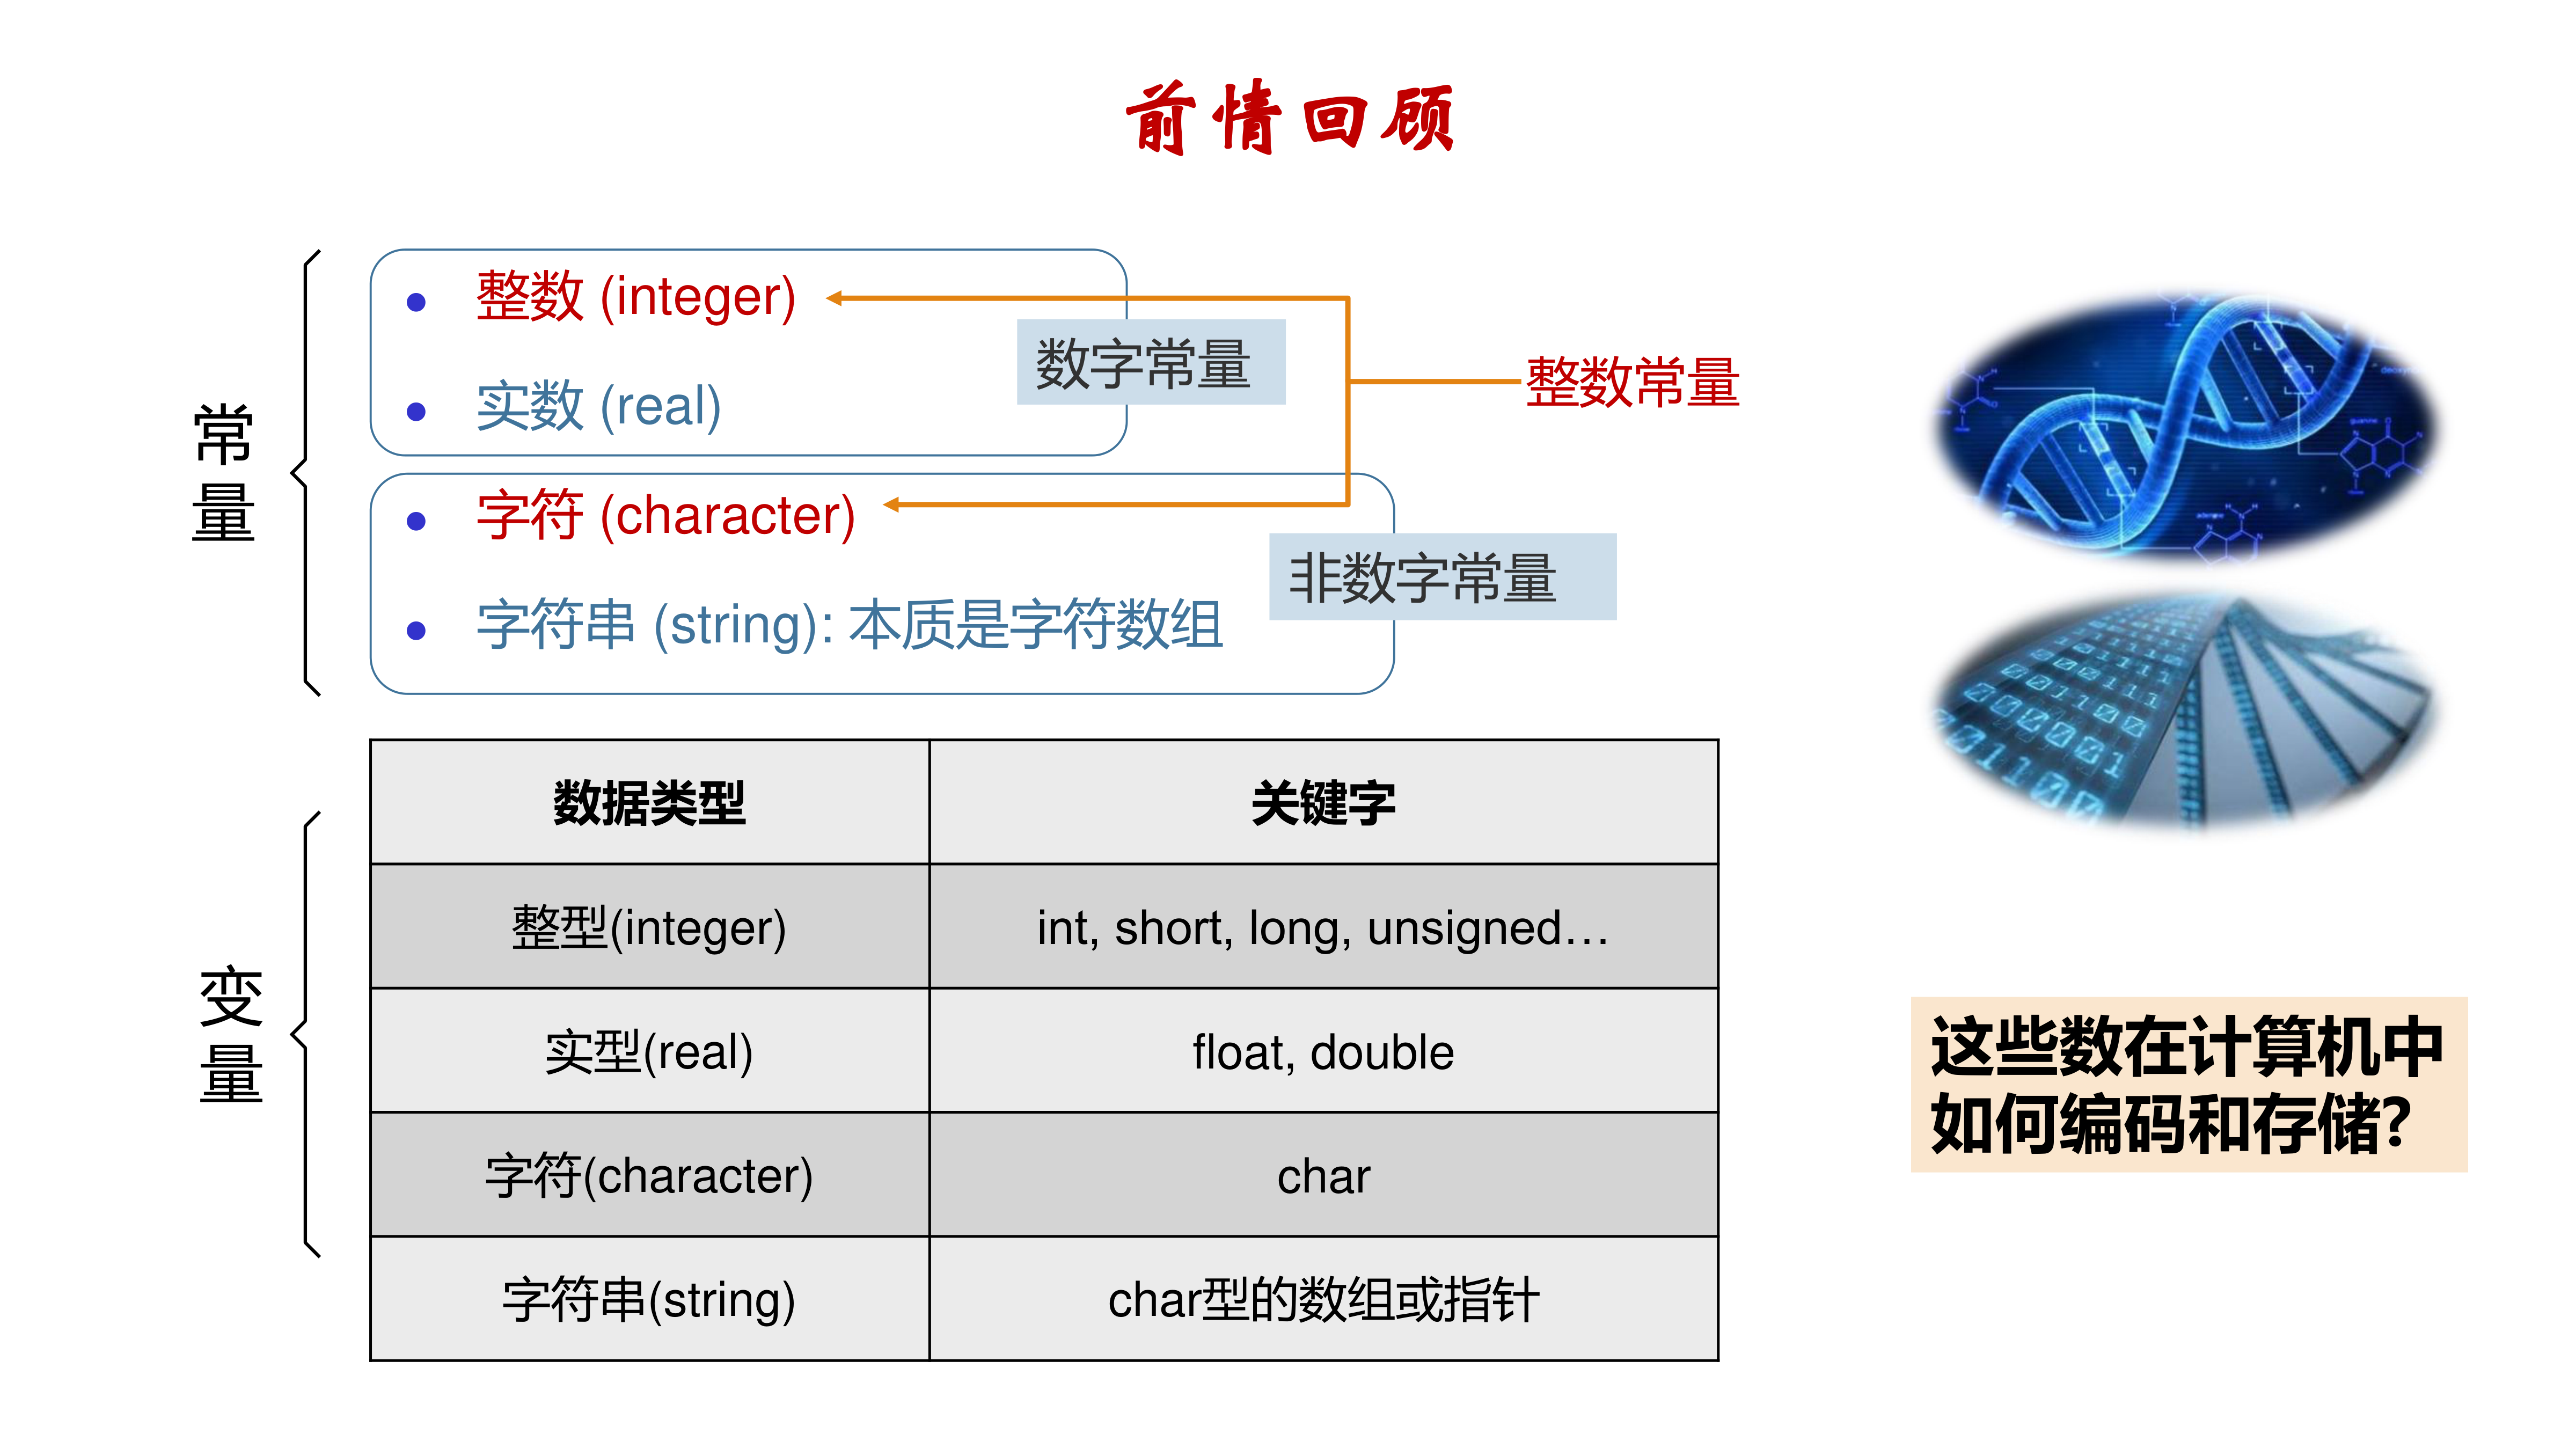 前情回顾
常量
整数 (integer)
实数 (real)
数字常量
整数常量
字符 (character)
字符串 (string): 本质是字符数组
非数字常量
变量
数据类型 关键字
整型(integer) int, short, long, unsigned…
实型(real) float, double
字符(character) char
字符串(string) char型的数组或指针
这些数在计算机中
如何编码和存储?